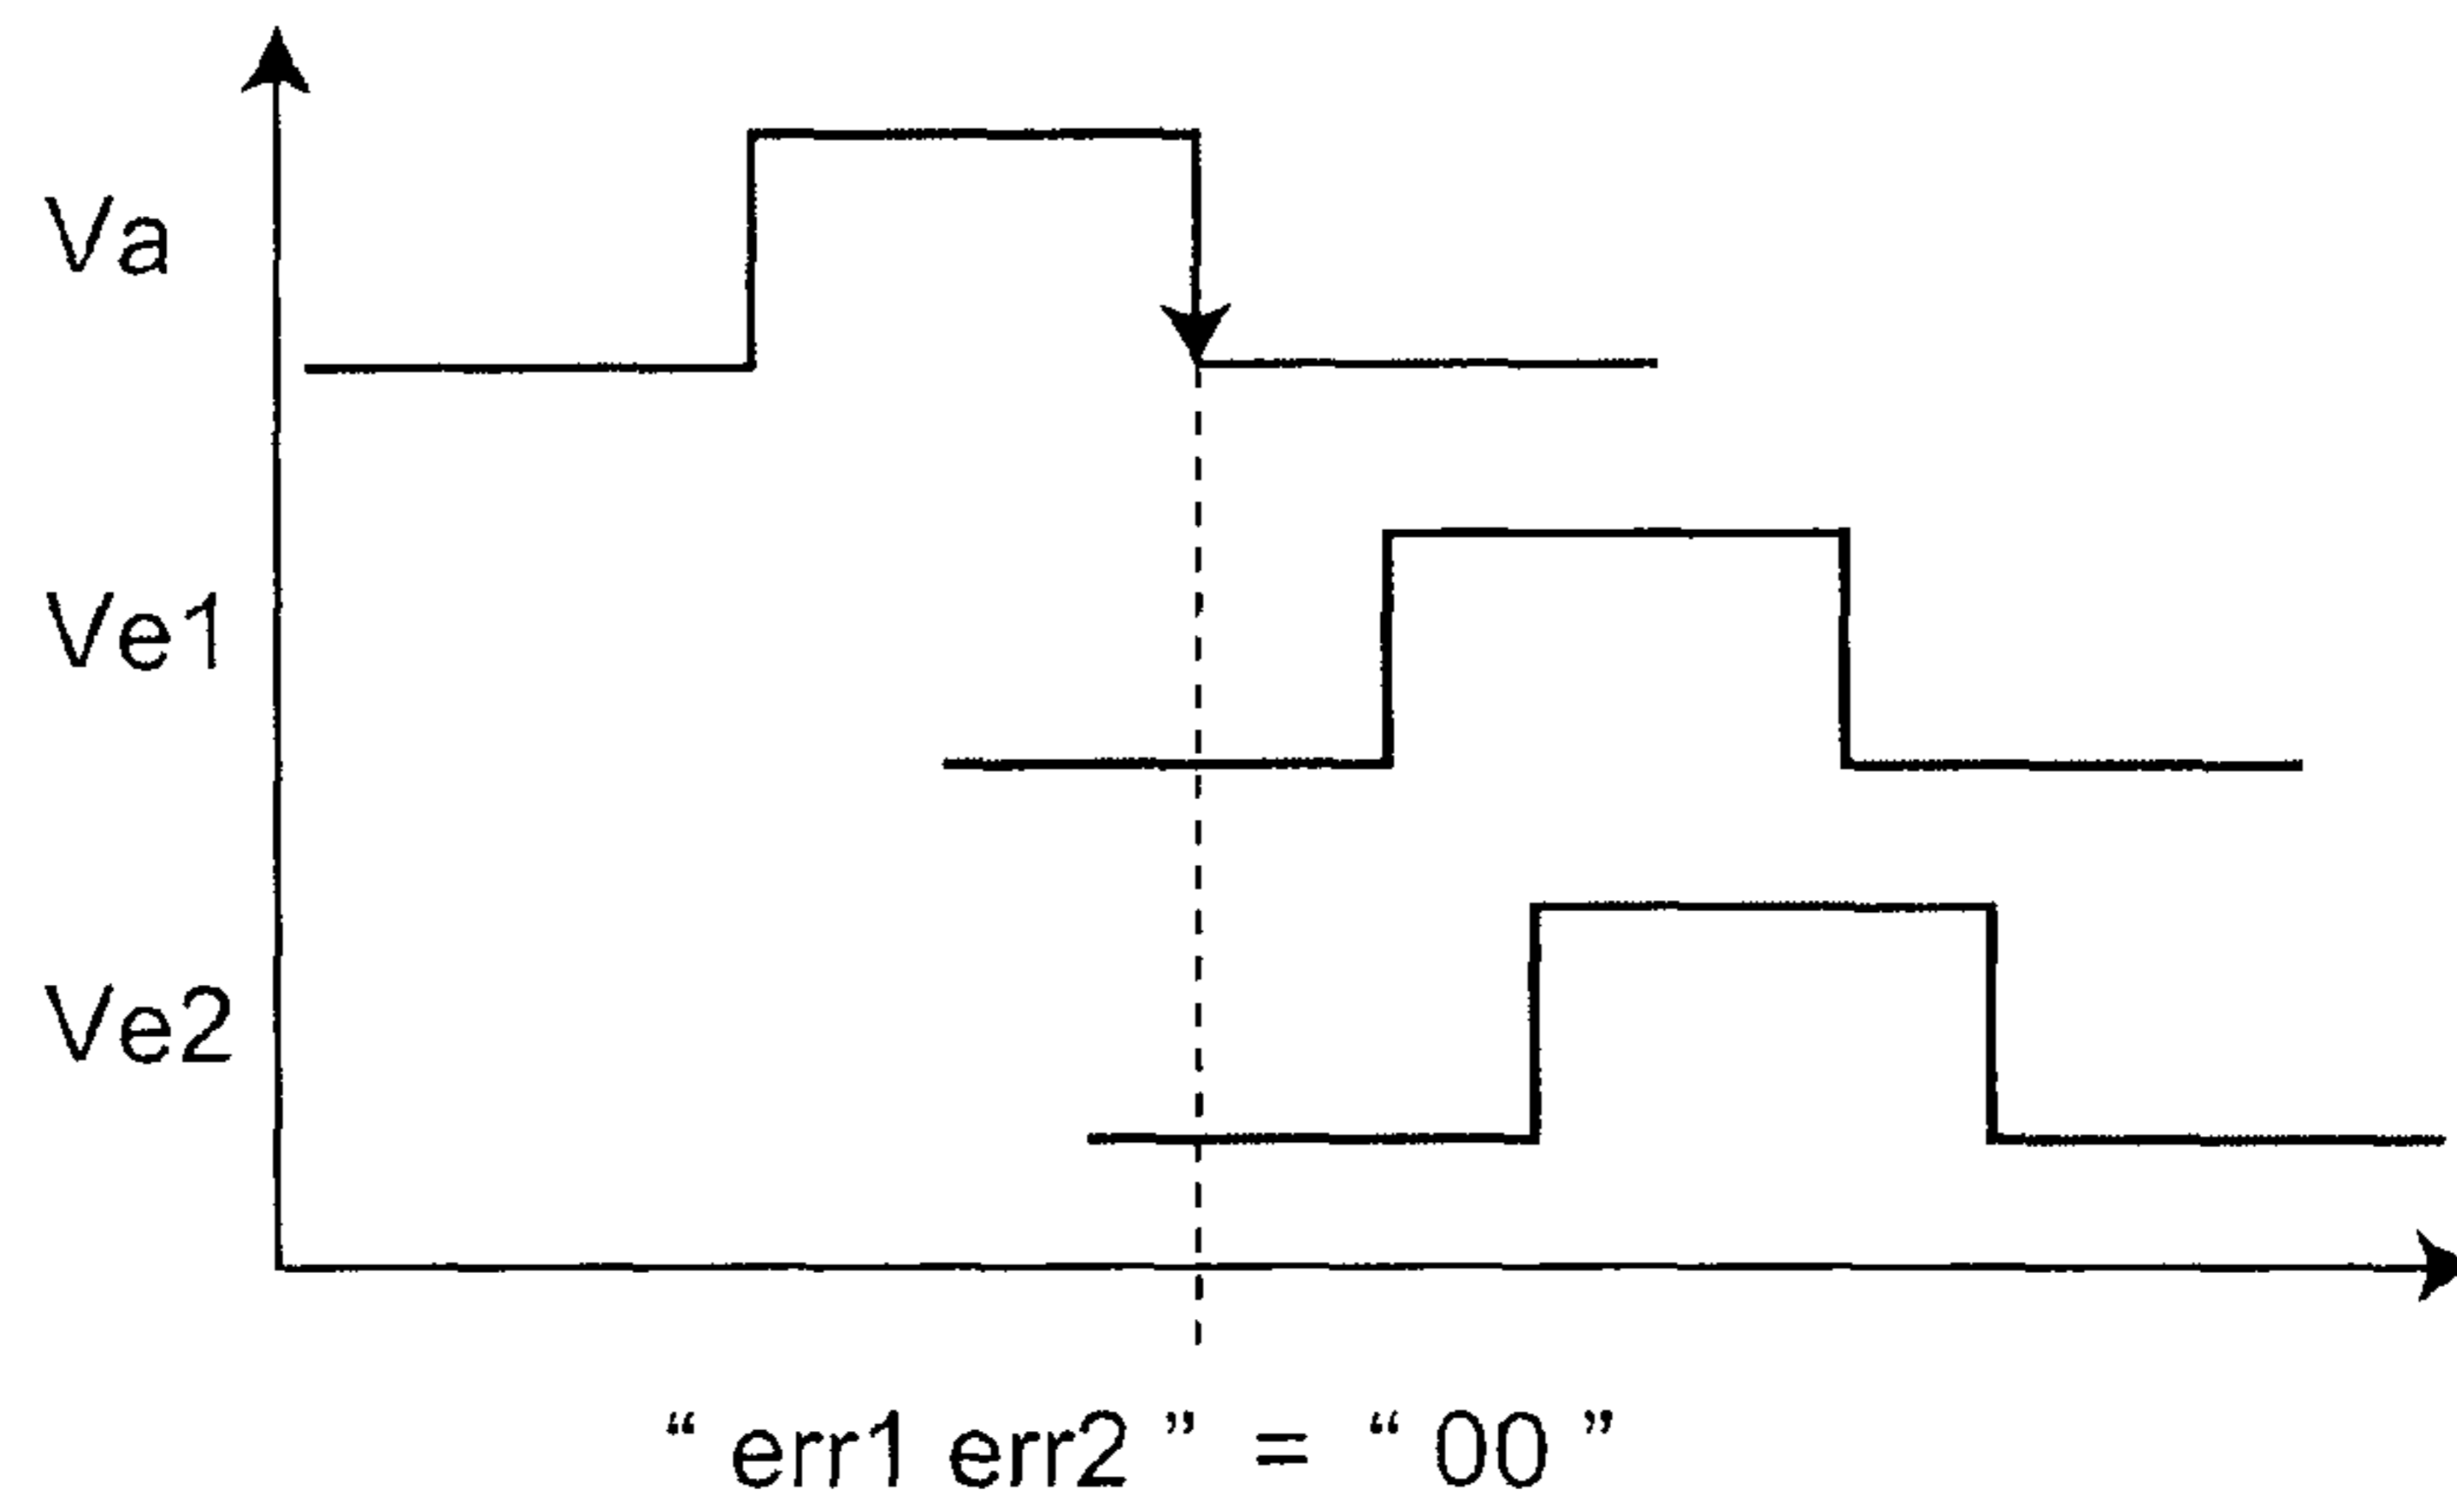 Va
Ve1
Ve2
“ err1 err2 ” = “ 00 ”